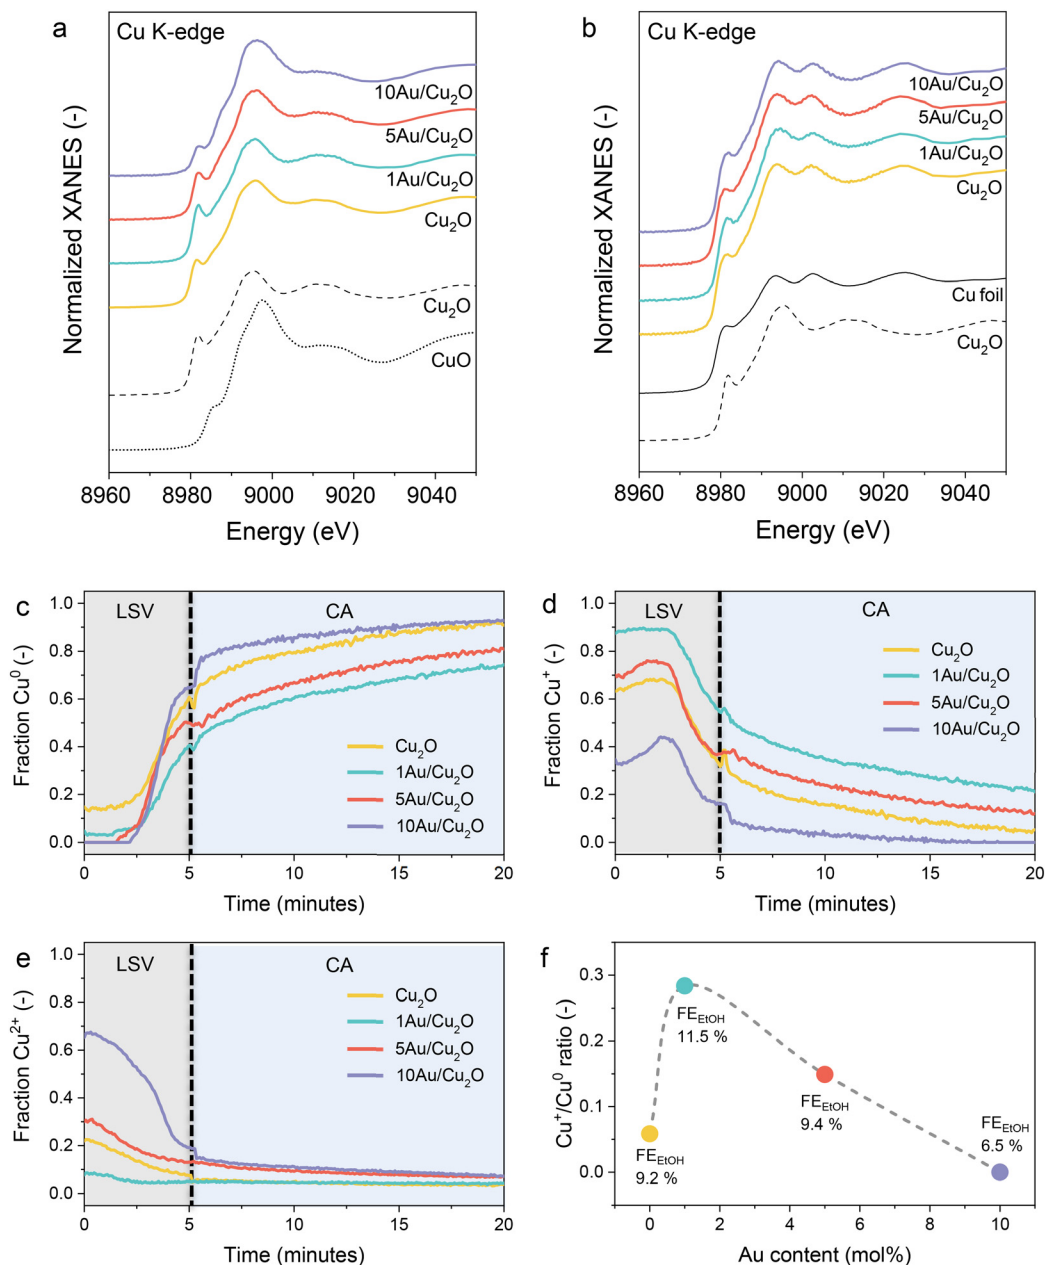 a
Cu K-edge
10Au/Cu₂O
5Au/Cu₂O
1Au/Cu₂O
Cu₂O
Cu₂O
CuO
Normalized XANES (-)
8960 8980 9000 9020 9040
Energy (eV)
b
Cu K-edge
10Au/Cu₂O
5Au/Cu₂O
1Au/Cu₂O
Cu₂O
Cu foil
Cu₂O
Normalized XANES (-)
8960 8980 9000 9020 9040
Energy (eV)
c
LSV
CA
1.0
0.8
0.6
0.4
0.2
0.0
Fraction Cu⁰ (-)
Cu₂O
1Au/Cu₂O
5Au/Cu₂O
10Au/Cu₂O
0 5 10 15 20
Time (minutes)
d
LSV
CA
1.0
0.8
0.6
0.4
0.2
0.0
Fraction Cu⁺ (-)
Cu₂O
1Au/Cu₂O
5Au/Cu₂O
10Au/Cu₂O
0 5 10 15 20
Time (minutes)
e
LSV
CA
1.0
0.8
0.6
0.4
0.2
0.0
Fraction Cu²⁺ (-)
Cu₂O
1Au/Cu₂O
5Au/Cu₂O
10Au/Cu₂O
0 5 10 15 20
Time (minutes)
f
0.3
0.2
0.1
0.0
Cu⁺/Cu⁰ ratio (-)
FE_EtOH
11.5 %
FE_EtOH
9.4 %
FE_EtOH
6.5 %
FE_EtOH
9.2 %
0 2 4 6 8 10
Au content (mol%)